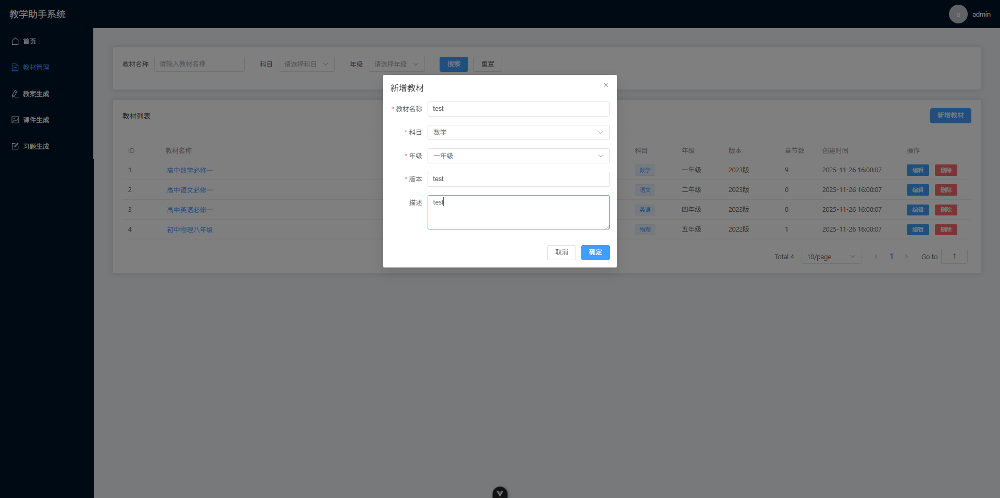 教学助手系统
a admin
首页
教材管理
教案生成
课件生成
习题生成
教材名称 请输入教材名称 科目 请选择科目 年级 请选择年级 搜索 重置
教材列表 新增教材
ID 教材名称 科目 年级 版本 章节数 创建时间 操作
1 高中数学必修一 数学 一年级 2023版 9 2025-11-26 16:00:07 编辑 删除
2 高中语文必修一 语文 二年级 2023版 0 2025-11-26 16:00:07 编辑 删除
3 高中英语必修一 英语 四年级 2023版 0 2025-11-26 16:00:07 编辑 删除
4 初中物理八年级 物理 五年级 2022版 1 2025-11-26 16:00:07 编辑 删除
Total 4 10/page 1 Go to 1
新增教材
* 教材名称 test
* 科目 数学
* 年级 一年级
* 版本 test
描述 test
取消 确定